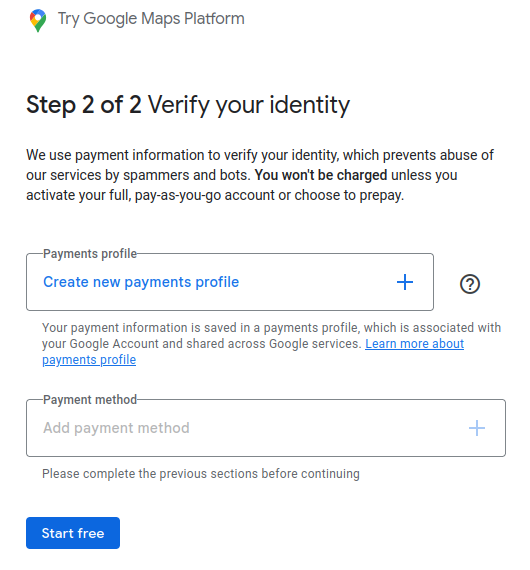 Try Google Maps Platform
Step 2 of 2 Verify your identity
We use payment information to verify your identity, which prevents abuse of
our services by spammers and bots. You won't be charged unless you
activate your full, pay-as-you-go account or choose to prepay.
Payments profile
Create new payments profile
Your payment information is saved in a payments profile, which is associated with
your Google Account and shared across Google services. Learn more about
payments profile
Payment method
Add payment method
Please complete the previous sections before continuing
Start free